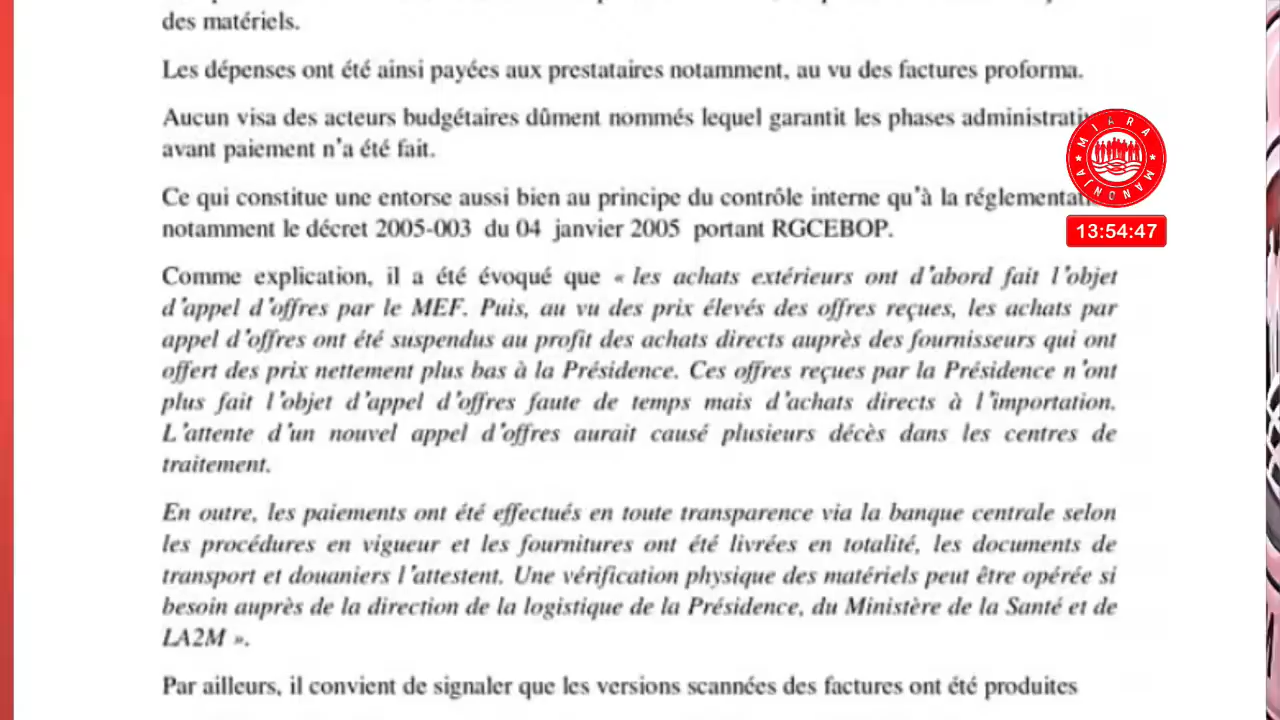 des matériels.
Les dépenses ont été ainsi payées aux prestataires notamment, au vu des factures proforma.
Aucun visa des acteurs budgétaires dûment nommés lequel garantit les phases
avant paiement n'a été fait.
Ce qui constitue une entorse aussi bien au principe du contrôle interne qu'à la
notamment le décret 2005-003 du 04 janvier 2005 portant RGCEBOP.
Comme explication, il a été évoqué que « les achats extérieurs ont d'abord fait l'objet
d'appel d'offres par le MEF. Puis, au vu des prix élevés des offres reçues, les achats par
appel d'offres ont été suspendus au profit des achats directs auprès des fournisseurs qui ont
offert des prix nettement plus bas à la Présidence. Ces offres reçues par la Présidence n'ont
plus fait l'objet d'appel d'offres faute de temps mais d'achats directs à l'importation.
L'attente d'un nouvel appel d'offres aurait causé plusieurs décès dans les centres de
traitement.
En outre, les paiements ont été effectués en toute transparence via la banque centrale selon
les procédures en vigueur et les fournitures ont été livrées en totalité, les documents de
transport et douaniers l'attestent. Une vérification physique des matériels peut être opérée si
besoin auprès de la direction de la logistique de la Présidence, du Ministère de la Santé et de
LA2M ».
Par ailleurs, il convient de signaler que les versions scannées des factures ont été produites
MIARA
MANONJA
13:54:47